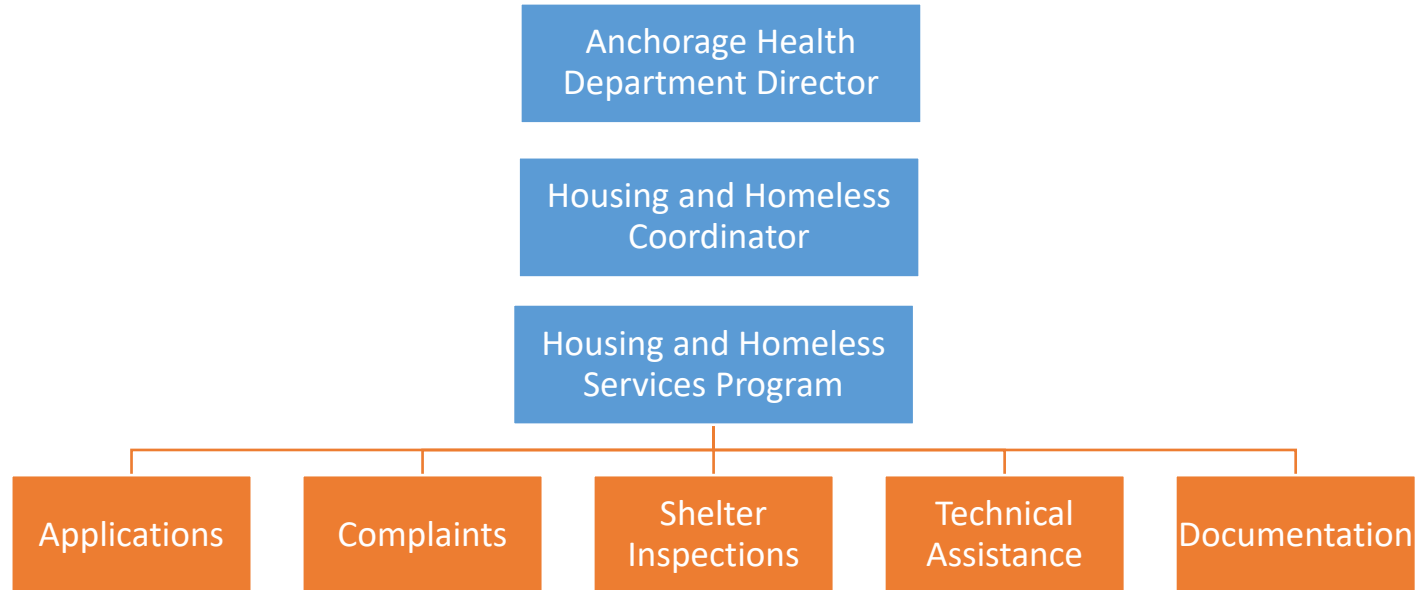 Anchorage Health
Department Director
Housing and Homeless
Coordinator
Housing and Homeless
Services Program
Applications
Complaints
Shelter
Inspections
Technical
Assistance
Documentation